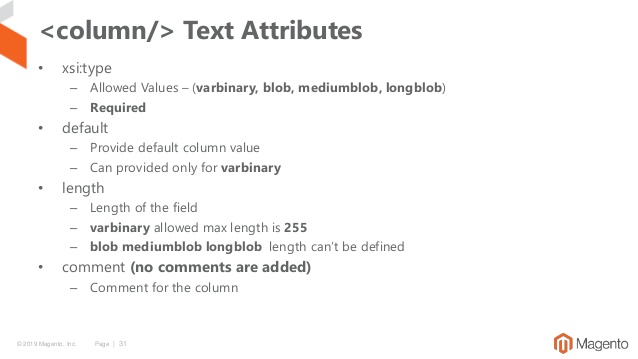 <column/> Text Attributes
• xsi:type
– Allowed Values – (varbinary, blob, mediumblob, longblob)
– Required
• default
– Provide default column value
– Can provided only for varbinary
• length
– Length of the field
– varbinary allowed max length is 255
– blob mediumblob longblob length can't be defined
• comment (no comments are added)
– Comment for the column
© 2019 Magento, Inc. Page | 31
Magento